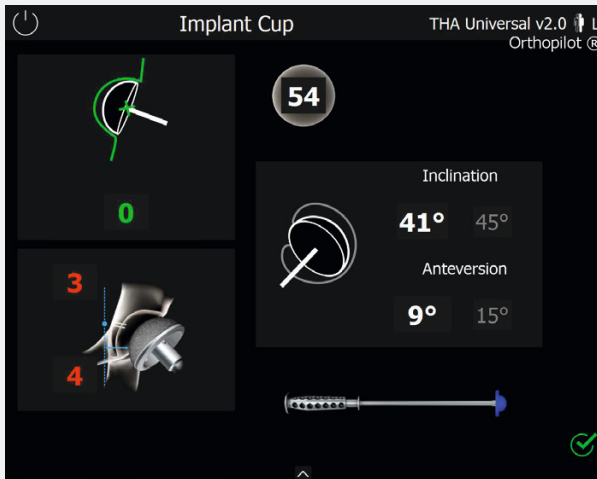 Implant Cup
THA Universal v2.0 L
Orthopilot ®
54
0
Inclination
41° 45°
Anteversion
9° 15°
3
4